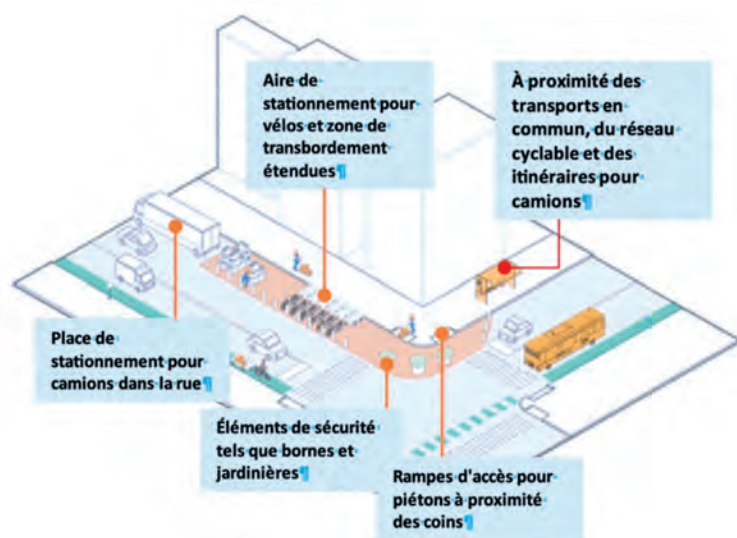 Aire de
stationnement pour
vélos et zone de
transbordement
étendues¶
À proximité des
transports en
commun, du réseau
cyclable et des
itinéraires pour
camions¶
Place de
stationnement pour
camions dans la rue¶
Éléments de sécurité
tels que bornes et
jardinières¶
Rampes d'accès pour
piétons à proximité
des coins¶